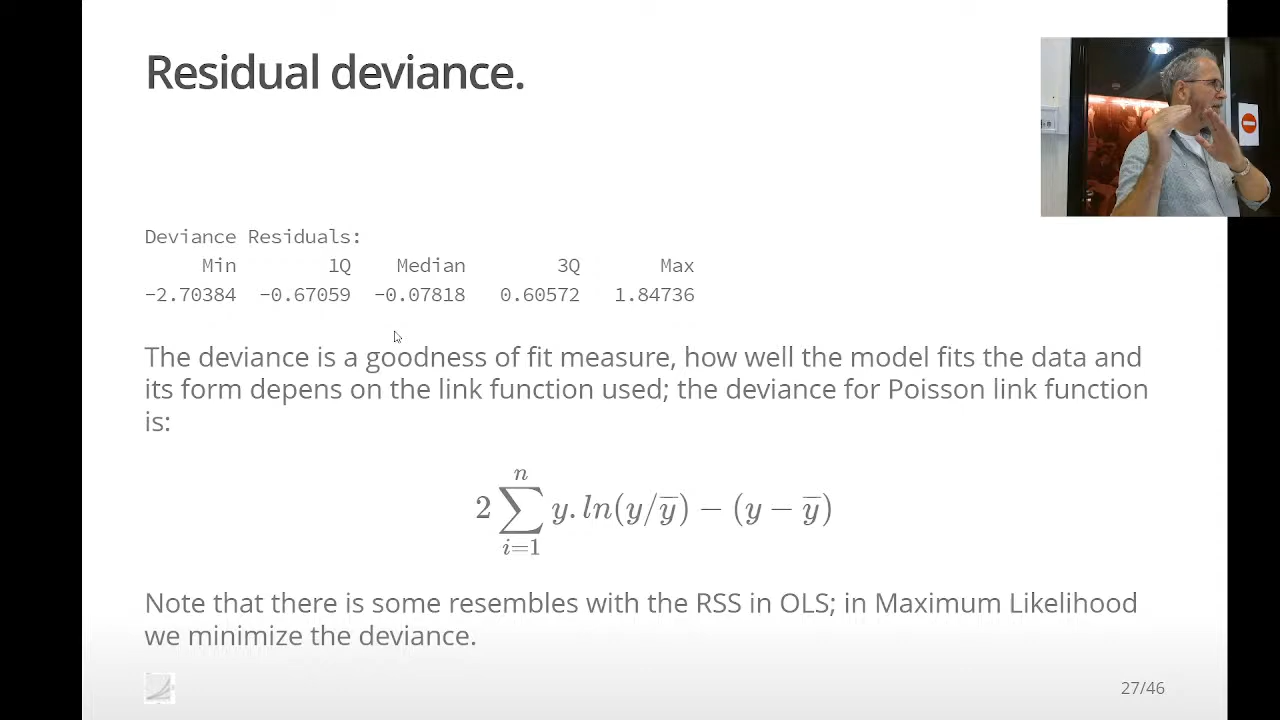 Residual deviance.
Deviance Residuals:
Min 1Q Median 3Q Max
−2.70384 −0.67059 −0.07818 0.60572 1.84736
The deviance is a goodness of fit measure, how well the model fits the data and
its form depens on the link function used; the deviance for Poisson link function
is:
2 ∑_{i=1}^{n} y. ln(y/y̅) − (y − y̅)
Note that there is some resembles with the RSS in OLS; in Maximum Likelihood
we minimize the deviance.
27/46